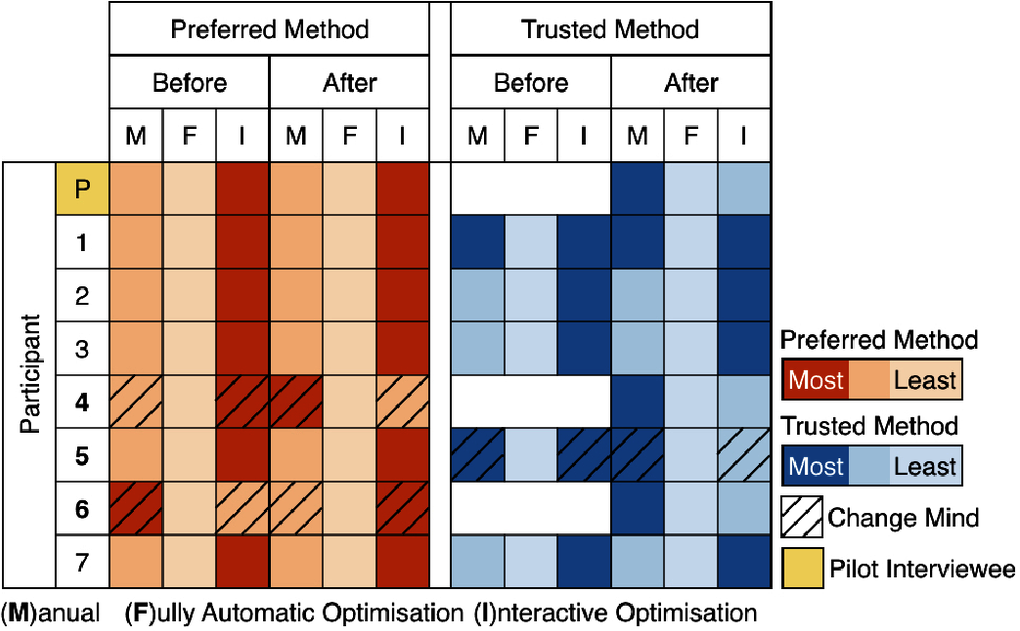 Preferred Method Trusted Method
Before After Before After
M F I M F I M F I M F I
Participant
P
1
2
3
4
5
6
7
Preferred Method
Most Least
Trusted Method
Most Least
Change Mind
Pilot Interviewee
(M)anual (F)ully Automatic Optimisation (I)nteractive Optimisation